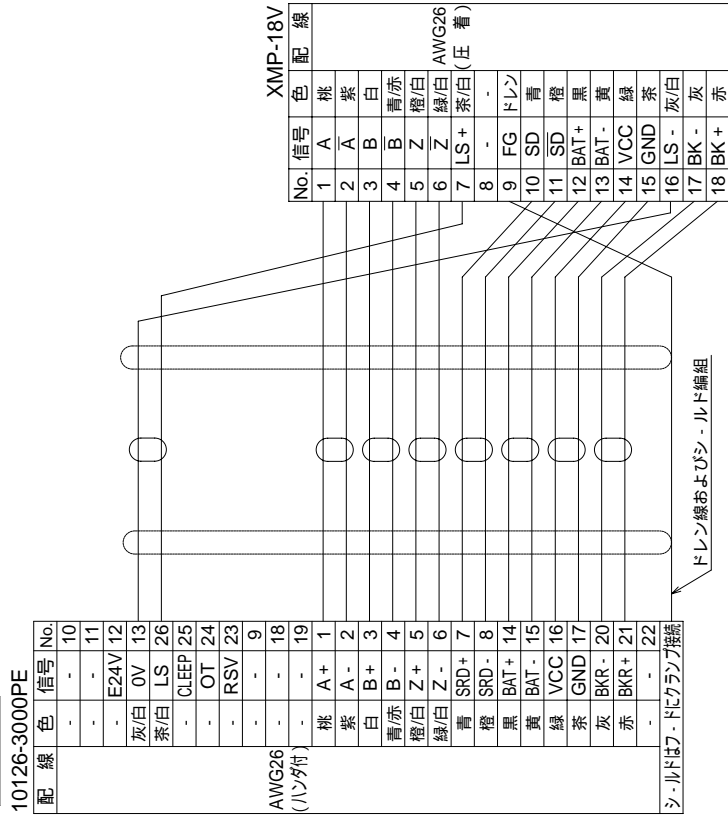 10126-3000PE
配 線 色 信号 No.
AWG26
(ハンダ付)
- - 10
- - 11
- E24V 12
灰/白 0V 13
茶/白 LS 26
- CLEEP 25
- OT 24
- RSV 23
- - 9
- - 18
- - 19
桃 A+ 1
紫 A- 2
白 B+ 3
青/赤 B- 4
橙/白 Z+ 5
緑/白 Z- 6
青 SRD+ 7
橙 SRD- 8
黒 BAT+ 14
黄 BAT- 15
緑 VCC 16
茶 GND 17
灰 BKR- 20
赤 BKR+ 21
- - 22
シ-ルドはフ-ドにクランプ接続
ドレン線およびシ-ルド編組
XMP-18V
No. 信号 色 配 線
AWG26
(圧 着)
1 A 桃
2 A̅ 紫
3 B 白
4 B̅ 青/赤
5 Z 橙/白
6 Z̅ 緑/白
7 LS+ 茶/白
8 - -
9 FG ドレン
10 SD 青
11 S̅D̅ 橙
12 BAT+ 黒
13 BAT- 黄
14 VCC 緑
15 GND 茶
16 LS- 灰/白
17 BK- 灰
18 BK+ 赤